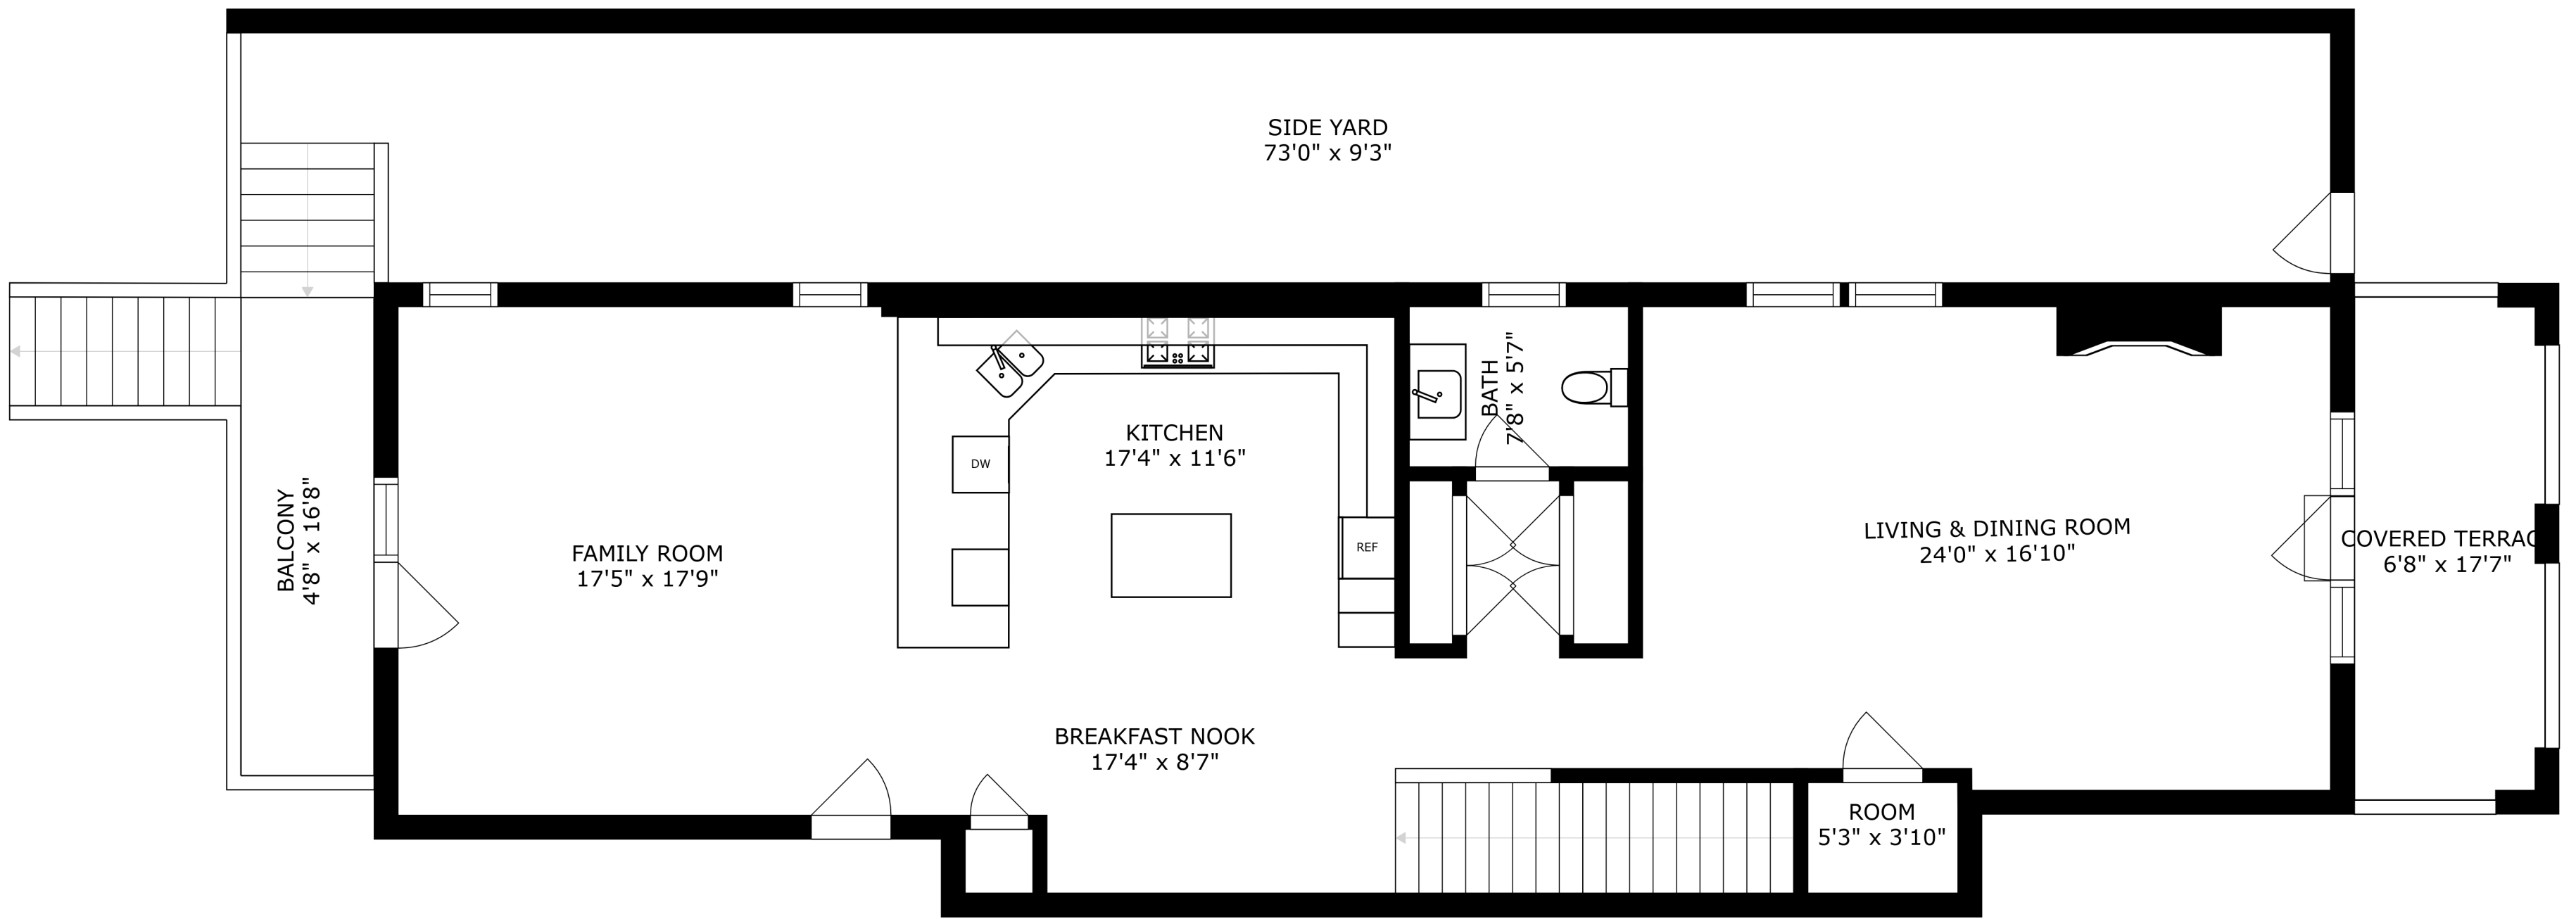 SIDE YARD
73'0" x 9'3"
BALCONY
4'8" x 16'8"
FAMILY ROOM
17'5" x 17'9"
DW
KITCHEN
17'4" x 11'6"
REF
BREAKFAST NOOK
17'4" x 8'7"
BATH
7'8" x 5'7"
LIVING & DINING ROOM
24'0" x 16'10"
ROOM
5'3" x 3'10"
COVERED TERRAC
6'8" x 17'7"